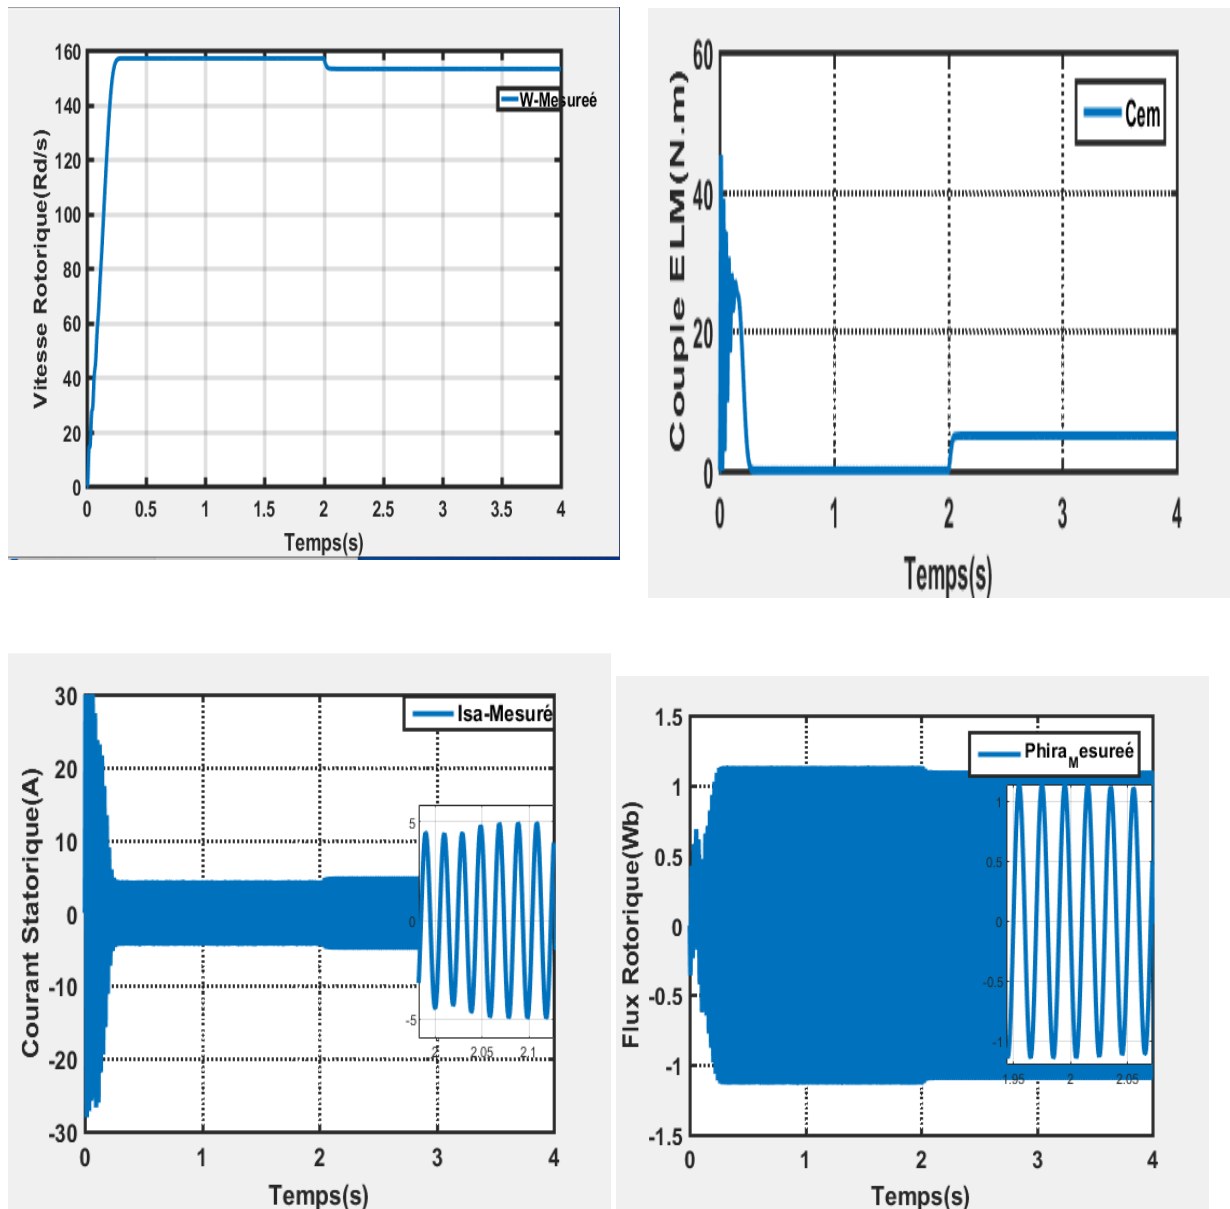 160
140
120
100
80
60
40
20
0
0 0.5 1 1.5 2 2.5 3 3.5 4
Vitesse Rotorique(Rd/s)
Temps(s)
W-Mesureé
60
40
20
0
0 1 2 3 4
Couple ELM(N.m)
Temps(s)
Cem
30
20
10
0
-10
-20
-30
0 1 2 3 4
Courant Statorique(A)
Temps(s)
Isa-Mesuré
5
0
-5
2 2.05 2.1
1.5
1
0.5
0
-0.5
-1
-1.5
0 1 2 3 4
Flux Rotorique(Wb)
Temps(s)
Phira_Mesureé
1
0.5
0
-0.5
-1
1.95 2 2.05